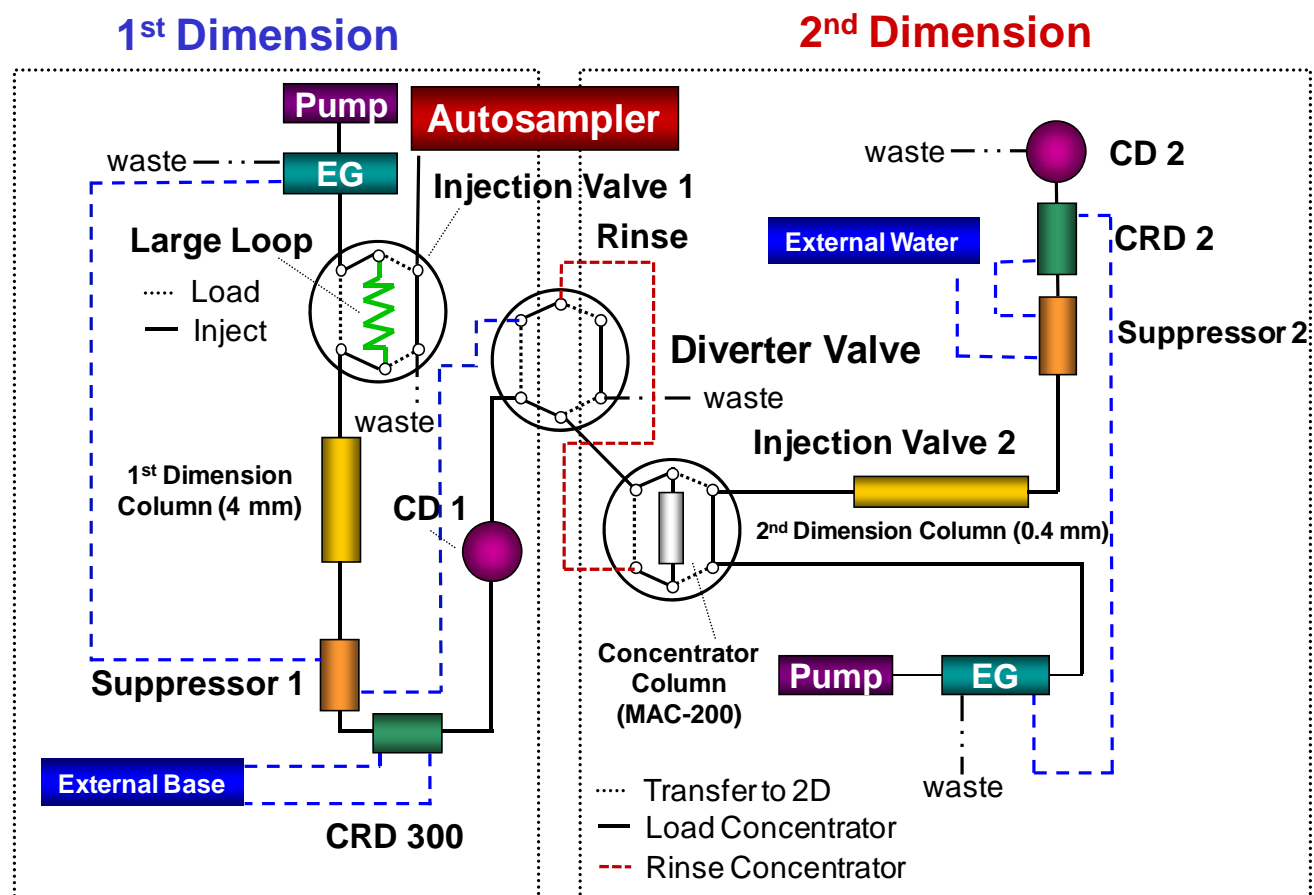 1st Dimension
2nd Dimension
Pump
Autosampler
waste
EG
Injection Valve 1
Large Loop
Load
Inject
waste
1st Dimension
Column (4 mm)
CD 1
Suppressor 1
External Base
CRD 300
Rinse
Diverter Valve
waste
waste
CD 2
External Water
CRD 2
Suppressor 2
Injection Valve 2
2nd Dimension Column (0.4 mm)
Concentrator
Column
(MAC-200)
Pump
EG
waste
Transfer to 2D
Load Concentrator
Rinse Concentrator